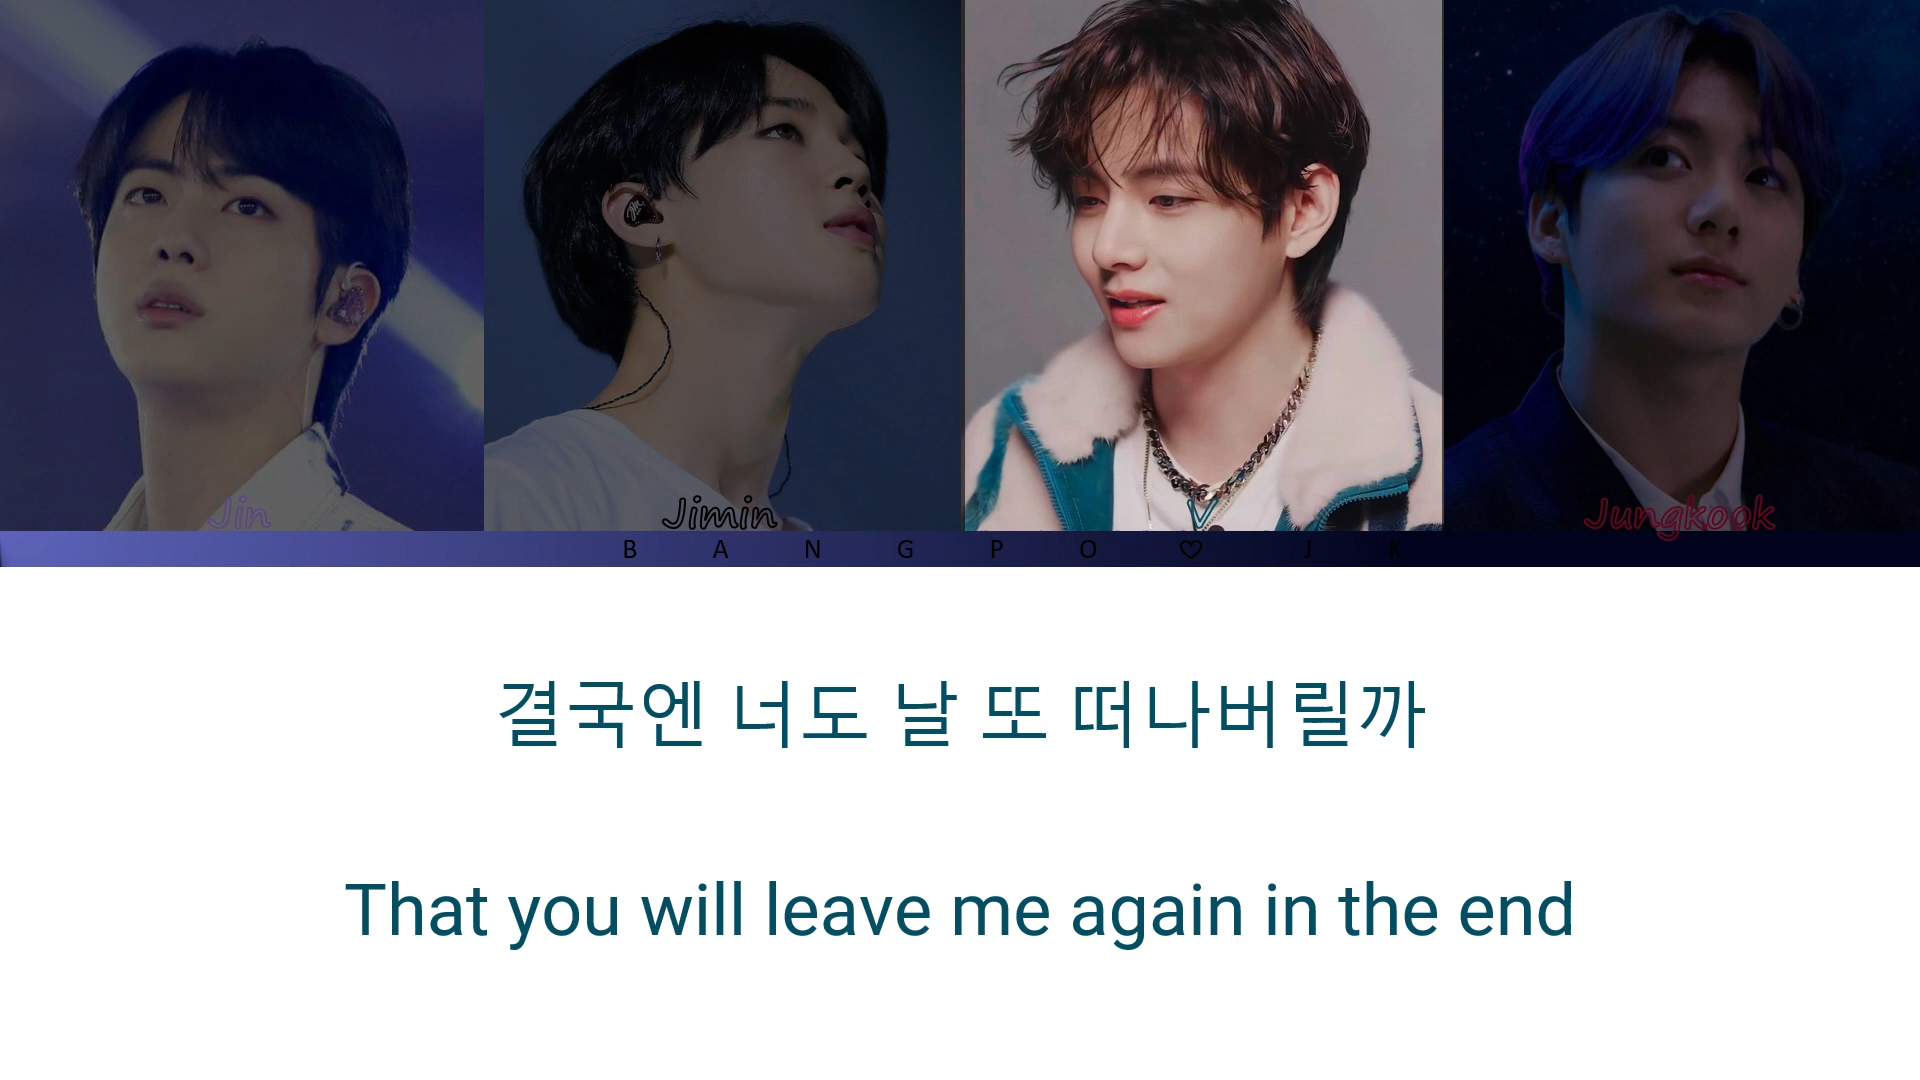 Jin Jimin V Jungkook
B A N G P O ♡ J K
결국엔 너도 날 또 떠나버릴까
That you will leave me again in the end